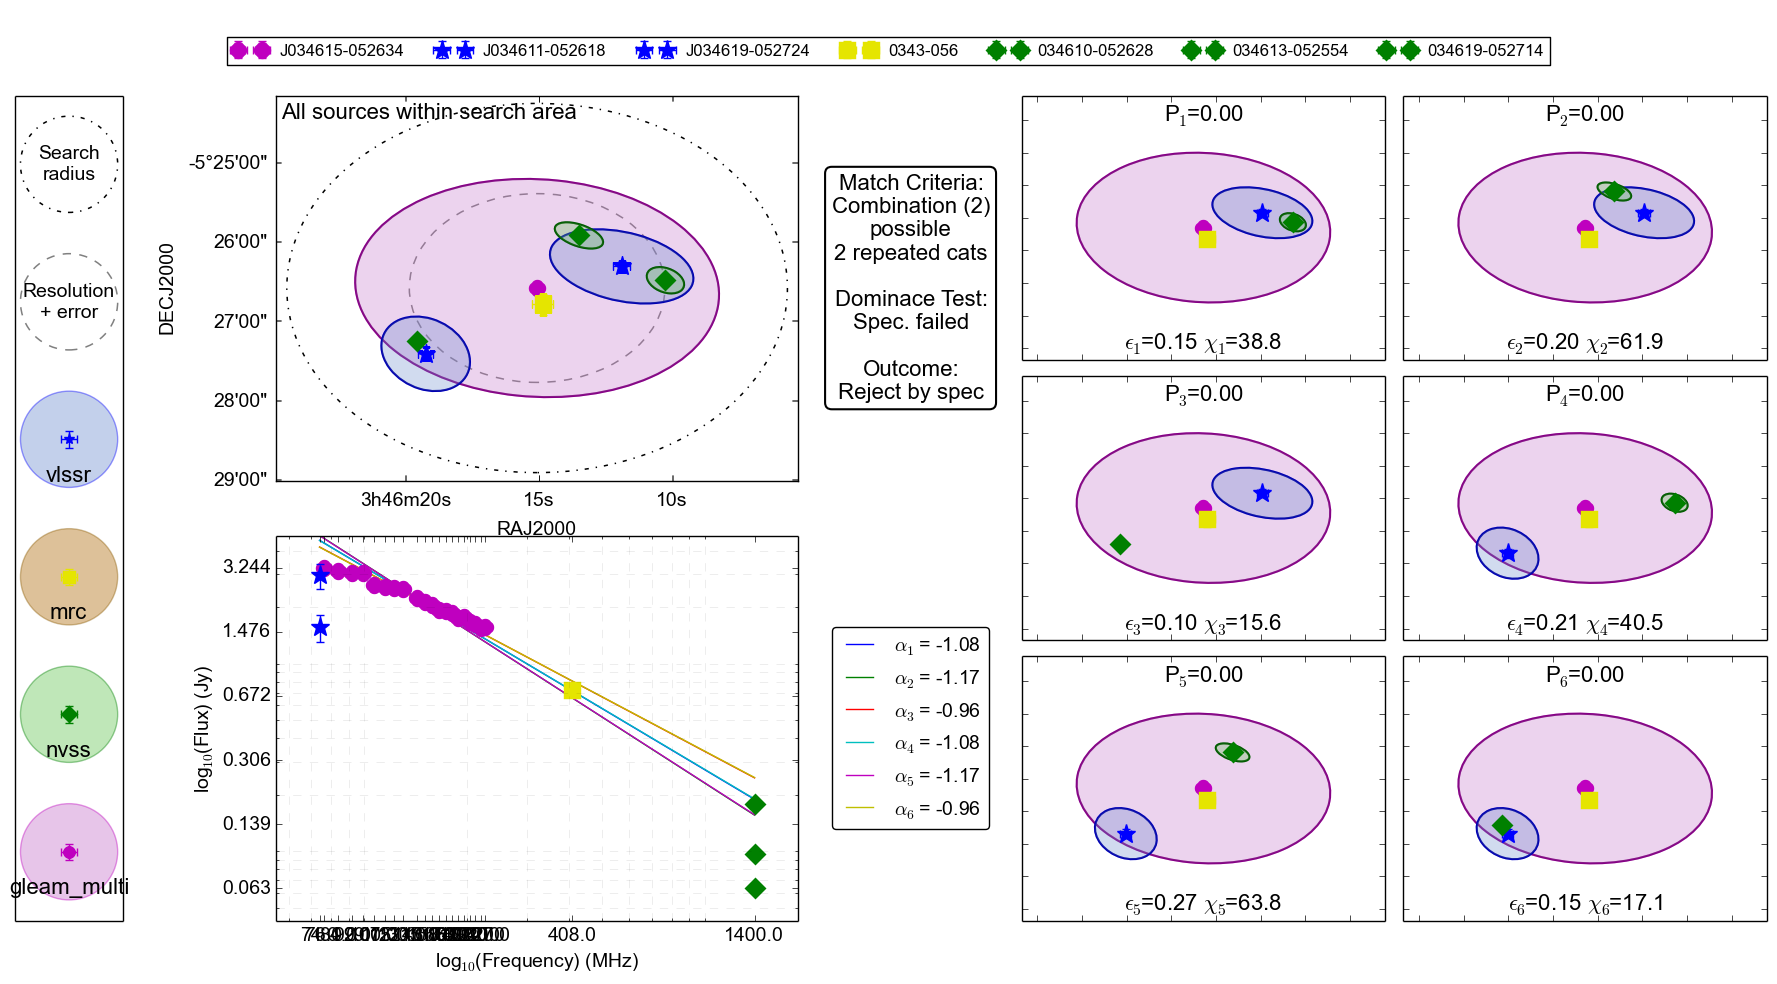 J034615-052634 J034611-052618 J034619-052724 0343-056 034610-052628 034613-052554 034619-052714
Search
radius
Resolution
+ error
vlssr
mrc
nvss
gleam_multi
All sources within search area
DECJ2000
-5°25'00"
26'00"
27'00"
28'00"
29'00"
3h46m20s 15s 10s
RAJ2000
Match Criteria:
Combination (2)
possible
2 repeated cats
Dominace Test:
Spec. failed
Outcome:
Reject by spec
log₁₀(Flux) (Jy)
3.244
1.476
0.672
0.306
0.139
0.063
408.0 1400.0
log₁₀(Frequency) (MHz)
α₁ = -1.08
α₂ = -1.17
α₃ = -0.96
α₄ = -1.08
α₅ = -1.17
α₆ = -0.96
P₁=0.00
ϵ₁=0.15 χ₁=38.8
P₂=0.00
ϵ₂=0.20 χ₂=61.9
P₃=0.00
ϵ₃=0.10 χ₃=15.6
P₄=0.00
ϵ₄=0.21 χ₄=40.5
P₅=0.00
ϵ₅=0.27 χ₅=63.8
P₆=0.00
ϵ₆=0.15 χ₆=17.1